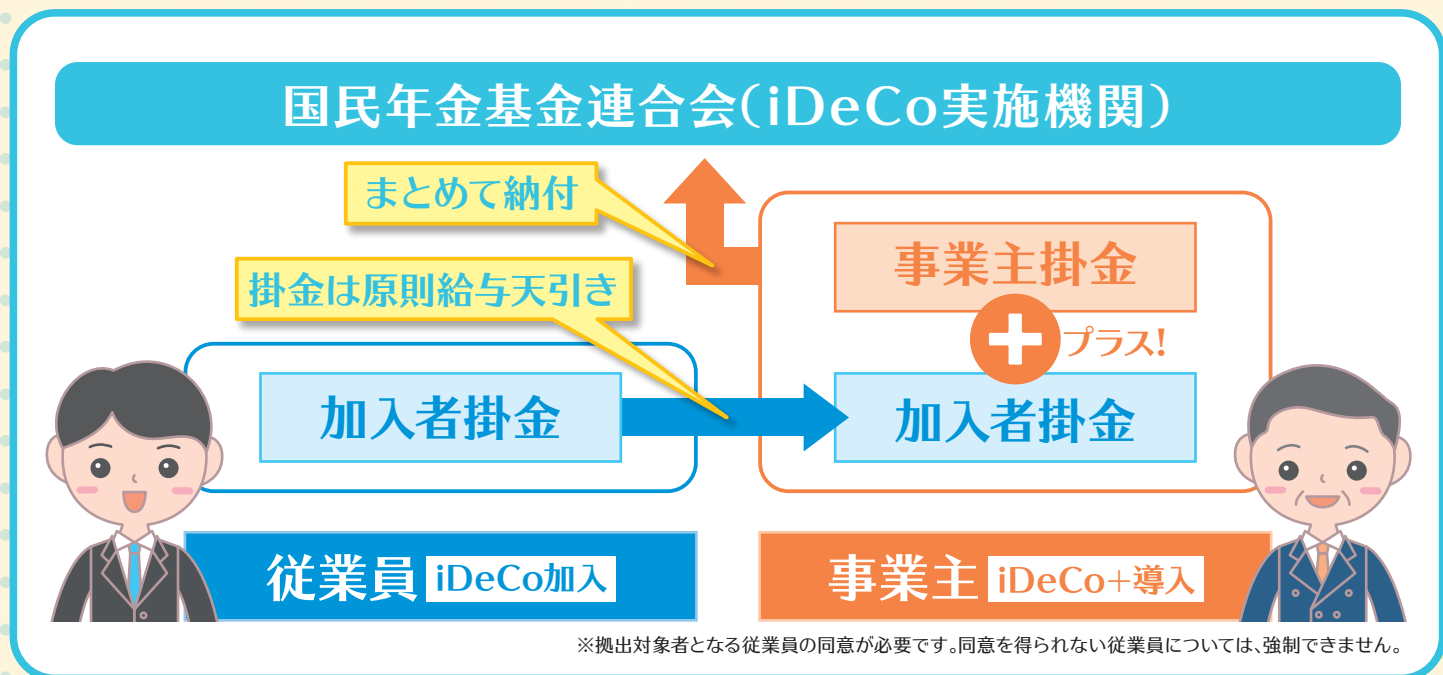 国民年金基金連合会（iDeCo実施機関）
まとめて納付
掛金は原則給与天引き
事業主掛金
プラス!
加入者掛金
加入者掛金
従業員 iDeCo加入
事業主 iDeCo+導入
※拠出対象者となる従業員の同意が必要です。同意を得られない従業員については、強制できません。